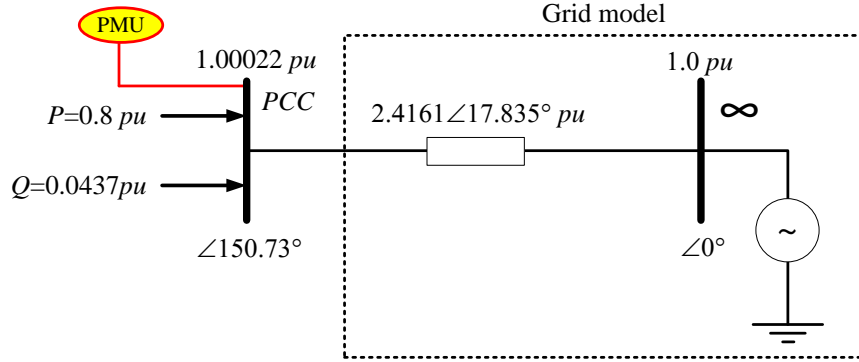 Grid model
PMU
1.00022 pu
1.0 pu
P=0.8 pu
PCC
2.4161∠17.835° pu
∞
Q=0.0437pu
∠150.73°
∠0°
~